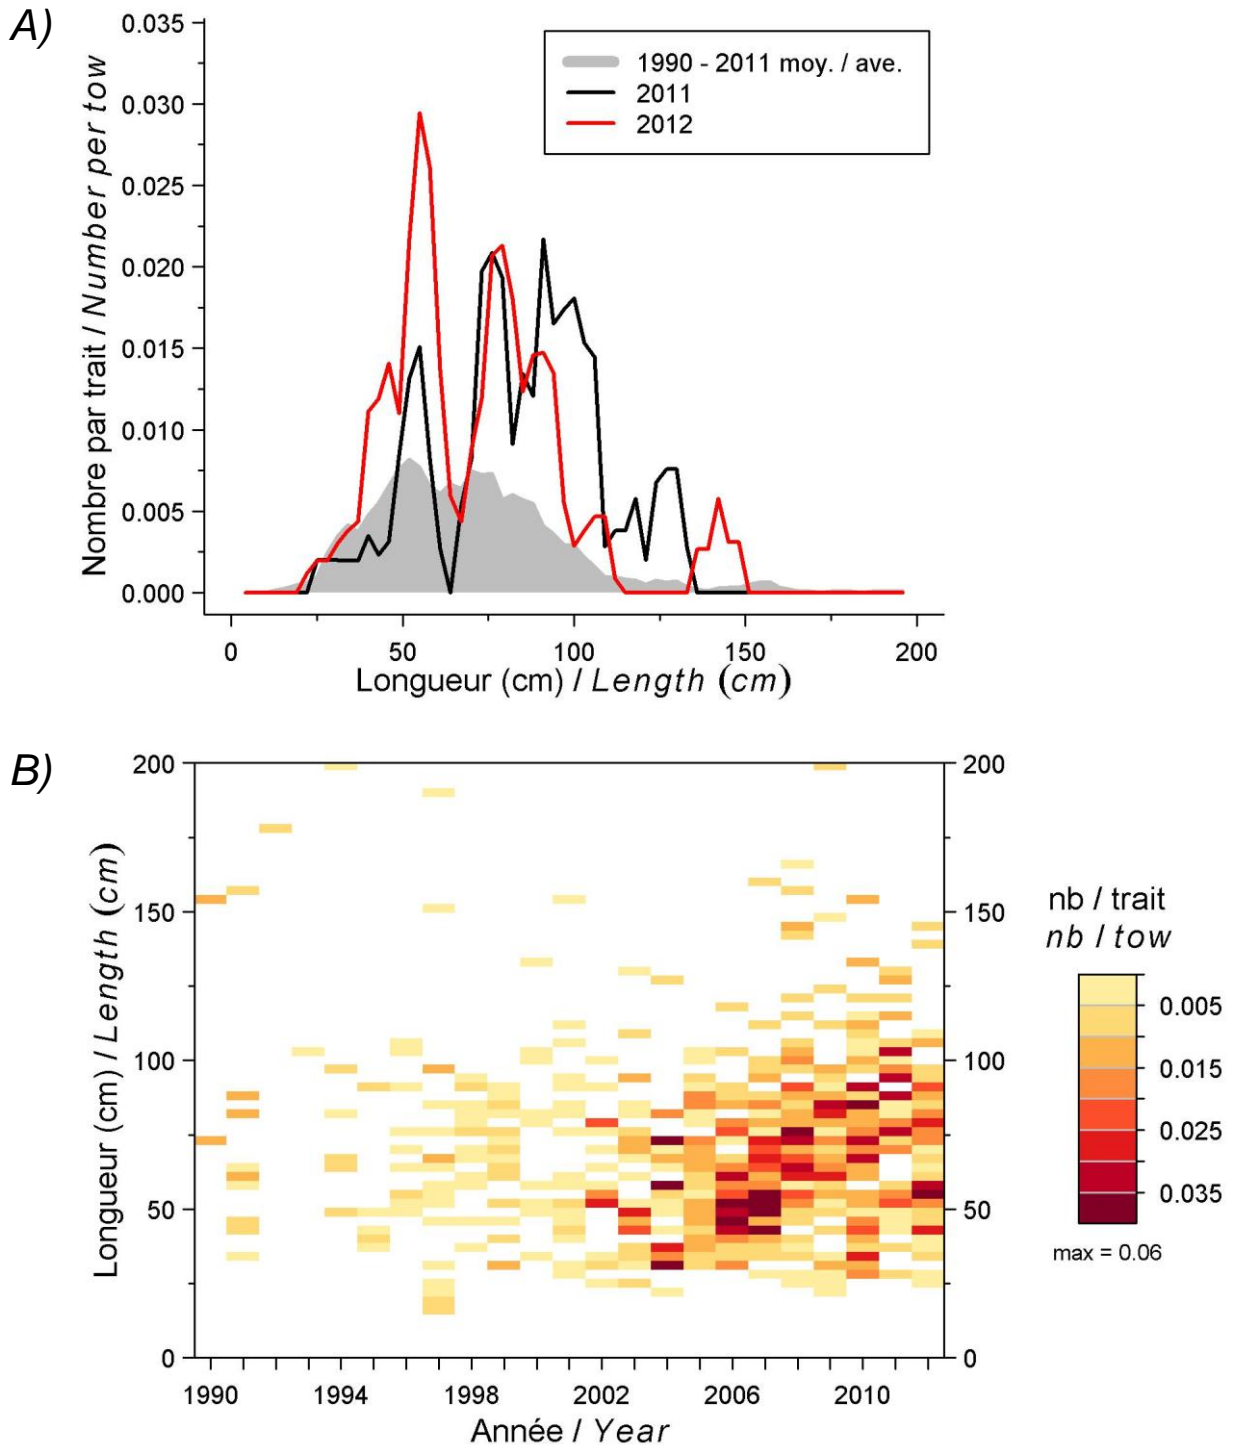 A)
0.035
0.030
0.025
0.020
0.015
0.010
0.005
0.000
Nombre par trait / Number per tow
1990 - 2011 moy. / ave.
2011
2012
0 50 100 150 200
Longueur (cm) / Length (cm)
B)
200
150
100
50
0
Longueur (cm) / Length (cm)
200
150
100
50
0
1990 1994 1998 2002 2006 2010
Année / Year
nb / trait
nb / tow
0.005
0.015
0.025
0.035
max = 0.06